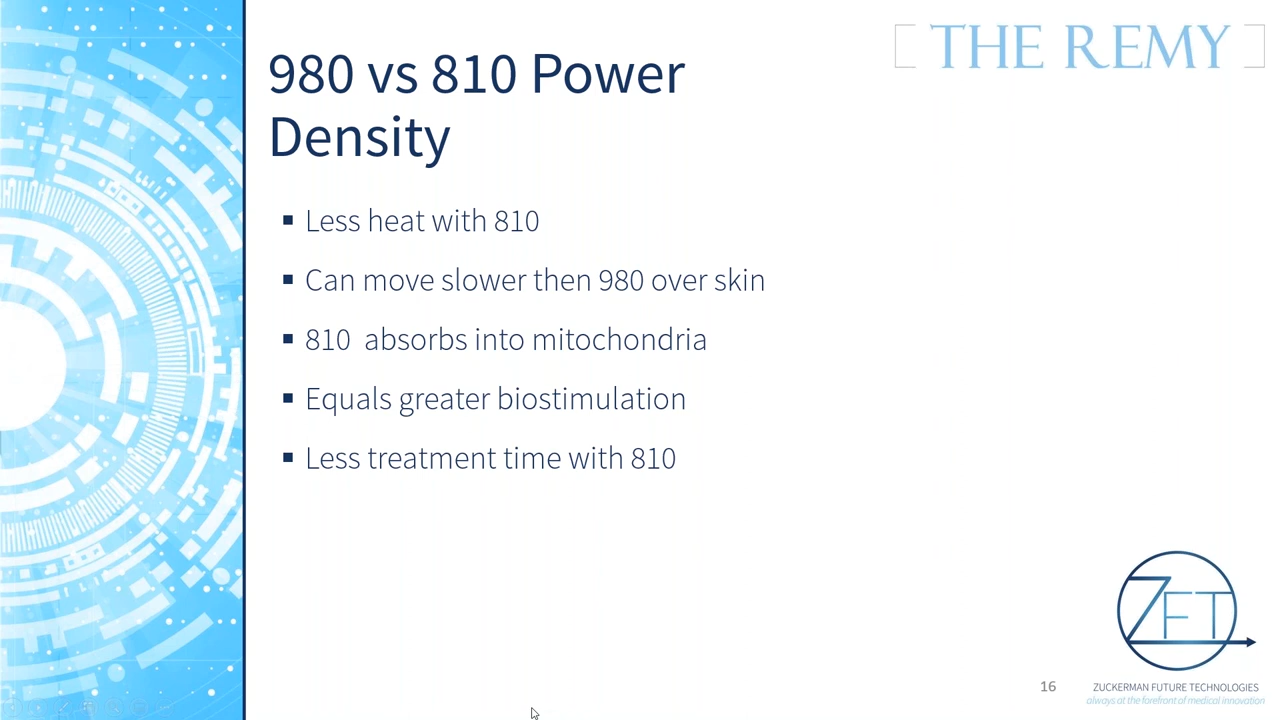 THE REMY
980 vs 810 Power
Density
▪ Less heat with 810
▪ Can move slower then 980 over skin
▪ 810  absorbs into mitochondria
▪ Equals greater biostimulation
▪ Less treatment time with 810
ZFT
16
ZUCKERMAN FUTURE TECHNOLOGIES
always at the forefront of medical innovation